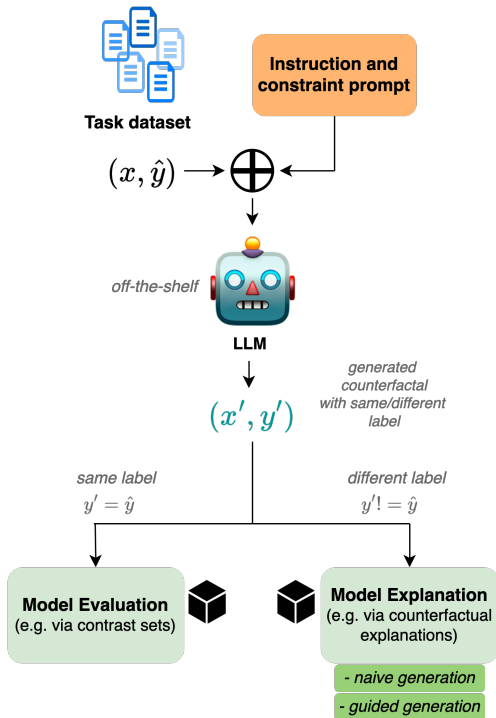 Instruction and
constraint prompt
Task dataset
(x, ŷ)
off-the-shelf
LLM
generated
counterfactal
with same/different
label
(x′, y′)
same label
y′ = ŷ
different label
y′! = ŷ
Model Evaluation
(e.g. via contrast sets)
Model Explanation
(e.g. via counterfactual
explanations)
- naive generation
- guided generation